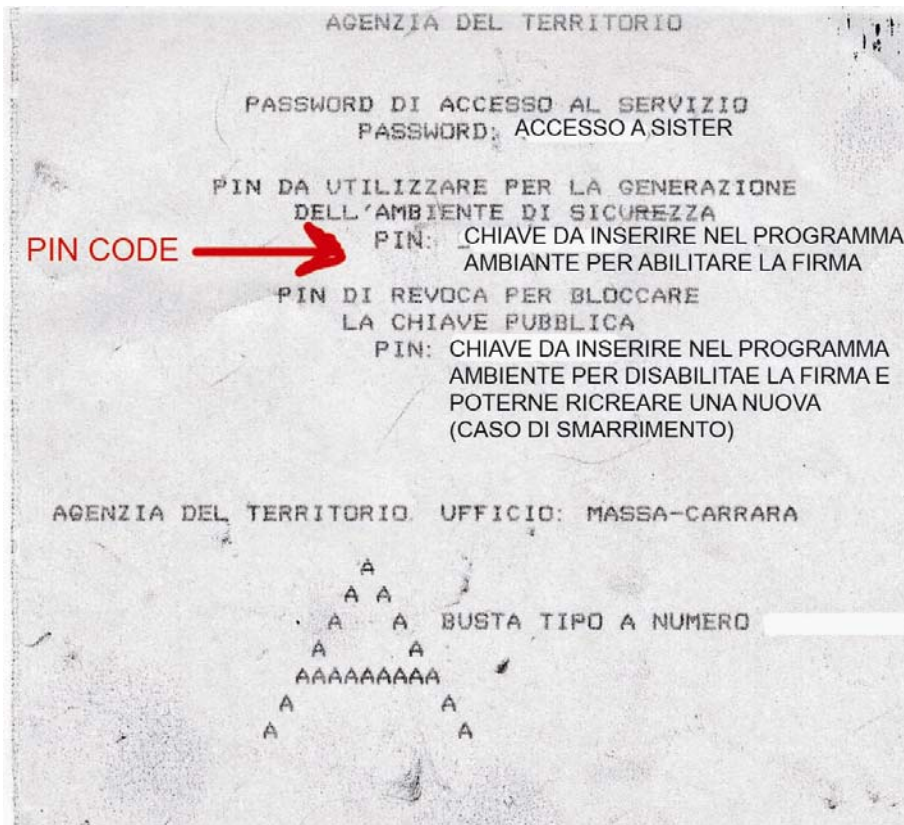 AGENZIA DEL TERRITORIO
PASSWORD DI ACCESSO AL SERVIZIO
PASSWORD: ACCESSO A SISTER
PIN DA UTILIZZARE PER LA GENERAZIONE
DELL'AMBIENTE DI SICUREZZA
PIN CODE
PIN: CHIAVE DA INSERIRE NEL PROGRAMMA
AMBIANTE PER ABILITARE LA FIRMA
PIN DI REVOCA PER BLOCCARE
LA CHIAVE PUBBLICA
PIN: CHIAVE DA INSERIRE NEL PROGRAMMA
AMBIENTE PER DISABILITAE LA FIRMA E
POTERNE RICREARE UNA NUOVA
(CASO DI SMARRIMENTO)
AGENZIA DEL TERRITORIO UFFICIO: MASSA-CARRARA
A
A A
A A BUSTA TIPO A NUMERO
A A
AAAAAAAAA
A A
A A